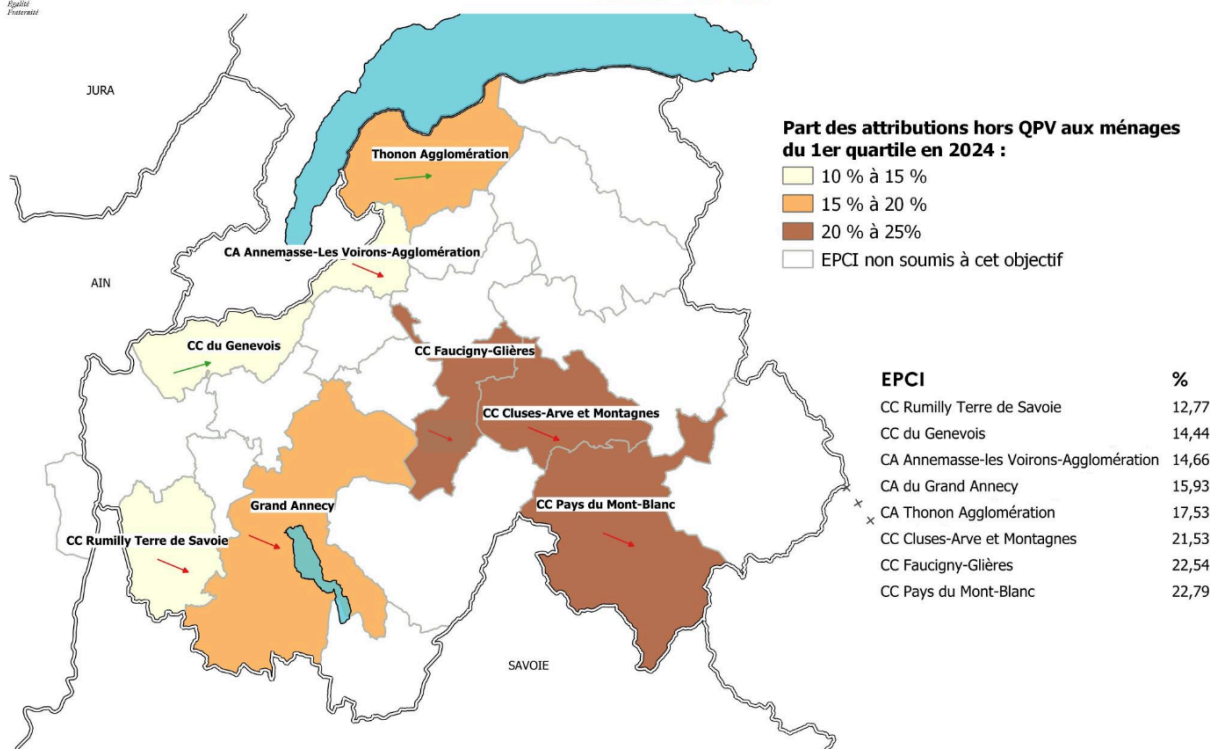 Égalité
Fraternité
JURA
Thonon Agglomération
Part des attributions hors QPV aux ménages
du 1er quartile en 2024 :
10 % à 15 %
15 % à 20 %
20 % à 25%
EPCI non soumis à cet objectif
CA Annemasse-Les Voirons-Agglomération
AIN
CC du Genevois
CC Faucigny-Glières
CC Cluses-Arve et Montagnes
Grand Annecy
CC Pays du Mont-Blanc
CC Rumilly Terre de Savoie
SAVOIE
EPCI %
CC Rumilly Terre de Savoie 12,77
CC du Genevois 14,44
CA Annemasse-les Voirons-Agglomération 14,66
CA du Grand Annecy 15,93
CA Thonon Agglomération 17,53
CC Cluses-Arve et Montagnes 21,53
CC Faucigny-Glières 22,54
CC Pays du Mont-Blanc 22,79